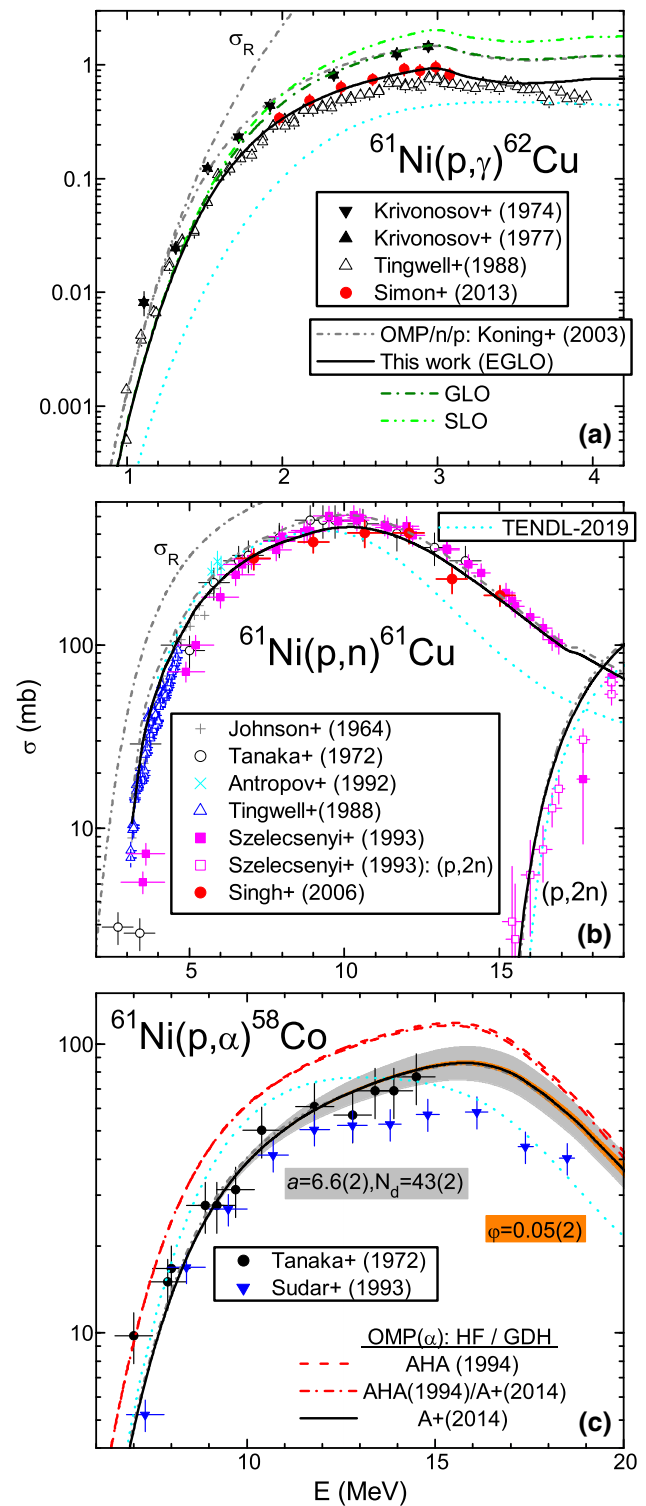 σR
1
0.1
0.01
0.001
61Ni(p,γ)62Cu
Krivonosov+ (1974)
Krivonosov+ (1977)
Tingwell+(1988)
Simon+ (2013)
OMP/n/p: Koning+ (2003)
This work (EGLO)
GLO
SLO
(a)
1 2 3 4
TENDL-2019
σR
61Ni(p,n)61Cu
100
10
σ (mb)
Johnson+ (1964)
Tanaka+ (1972)
Antropov+ (1992)
Tingwell+(1988)
Szelecsenyi+ (1993)
Szelecsenyi+ (1993): (p,2n)
Singh+ (2006)
(p,2n)
(b)
5 10 15
61Ni(p,α)58Co
100
10
a=6.6(2),Nd=43(2)
φ=0.05(2)
Tanaka+ (1972)
Sudar+ (1993)
OMP(α): HF / GDH
AHA (1994)
AHA(1994)/A+(2014)
A+(2014)
(c)
10 15 20
E (MeV)